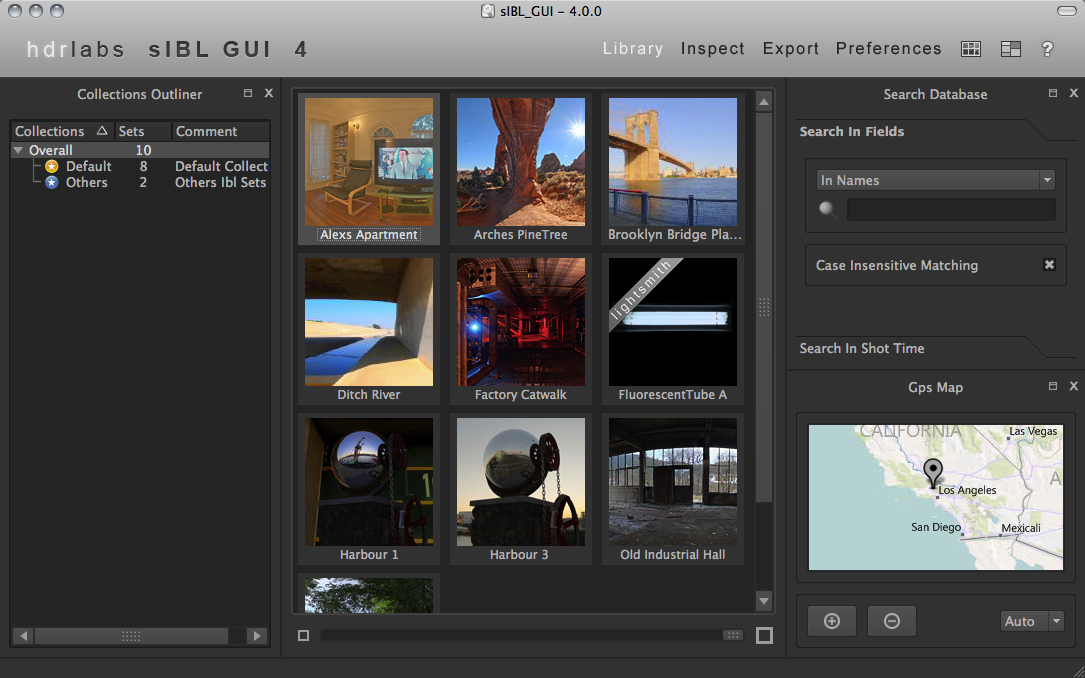 sIBL_GUI - 4.0.0
hdrlabs sIBL GUI 4
Library Inspect Export Preferences ?
Collections Outliner
Collections Sets Comment
Overall 10
Default 8 Default Collect
Others 2 Others Ibl Sets
Alexs Apartment
Arches PineTree
Brooklyn Bridge Pla...
lightsmith
Ditch River
Factory Catwalk
FluorescentTube A
Harbour 1
Harbour 3
Old Industrial Hall
Search Database
Search In Fields
In Names
Case Insensitive Matching
Search In Shot Time
Gps Map
CALIFORNIA
Las Vegas
A
Los Angeles
San Diego
Mexicali
Auto